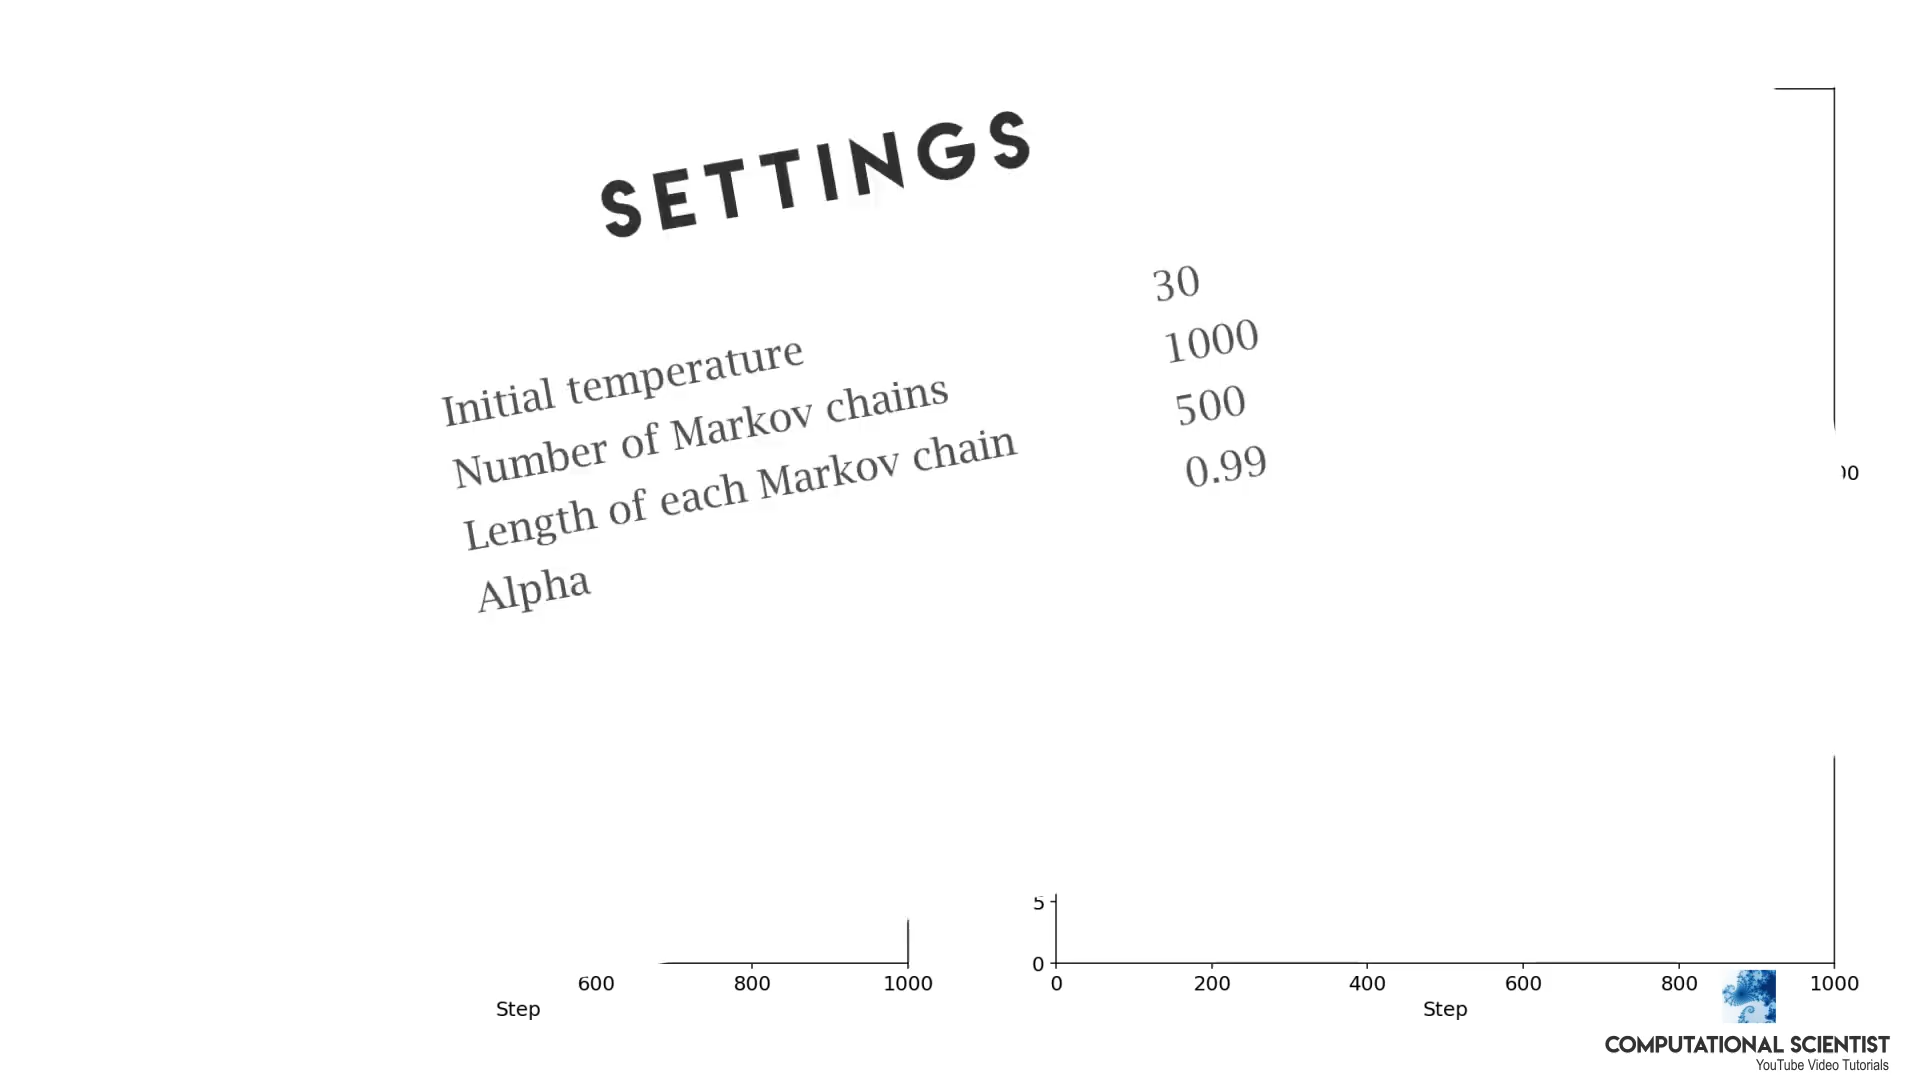 SETTINGS
Initial temperature 30
Number of Markov chains 1000
Length of each Markov chain 500
Alpha 0.99
5
0
600 800 1000
Step
0 200 400 600 800 1000
Step
COMPUTATIONAL SCIENTIST
YouTube Video Tutorials